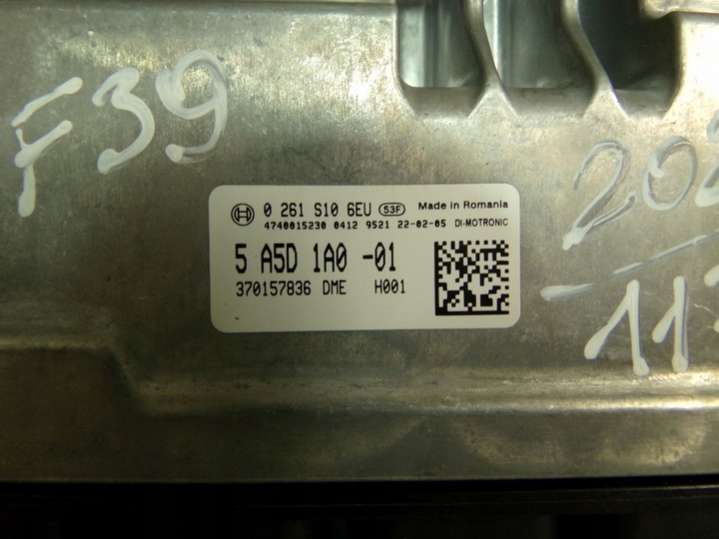 F39
0 261 S10 6EU 53F Made in Romania
4740015230 0412 9521 22-02-05 DI-MOTRONIC
5 A5D 1A0 -01
370157836 DME H001